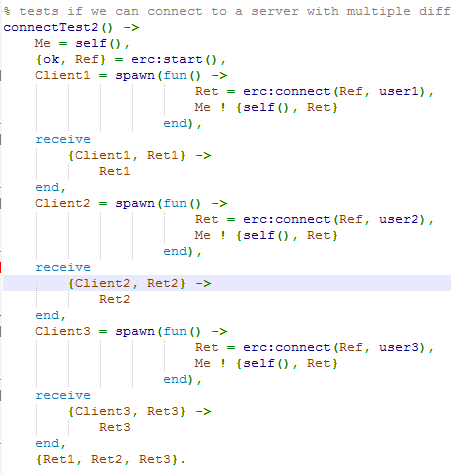 % tests if we can connect to a server with multiple diff
connectTest2() ->
    Me = self(),
    {ok, Ref} = erc:start(),
    Client1 = spawn(fun() ->
                        Ret = erc:connect(Ref, user1),
                        Me ! {self(), Ret}
                    end),
    receive
        {Client1, Ret1} ->
            Ret1
    end,
    Client2 = spawn(fun() ->
                        Ret = erc:connect(Ref, user2),
                        Me ! {self(), Ret}
                    end),
    receive
        {Client2, Ret2} ->
            Ret2
    end,
    Client3 = spawn(fun() ->
                        Ret = erc:connect(Ref, user3),
                        Me ! {self(), Ret}
                    end),
    receive
        {Client3, Ret3} ->
            Ret3
    end,
    {Ret1, Ret2, Ret3}.